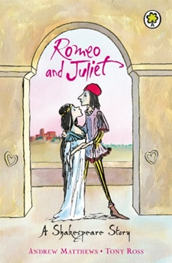 Romeo
and Juliet
A Shakespeare Story
ANDREW MATTHEWS • TONY ROSS